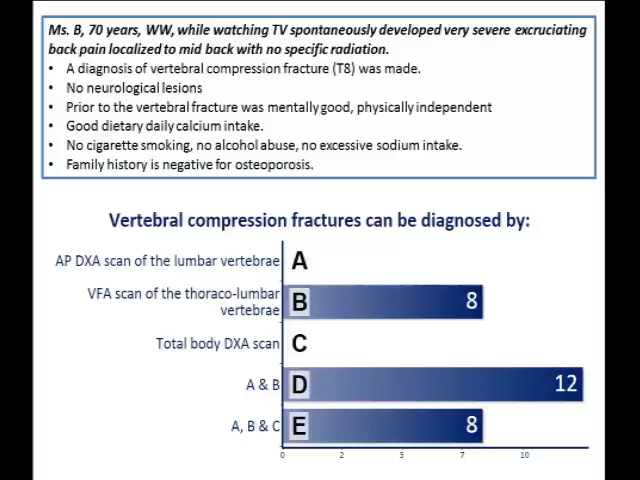 Ms. B, 70 years, WW, while watching TV spontaneously developed very severe excruciating
back pain localized to mid back with no specific radiation.
• A diagnosis of vertebral compression fracture (T8) was made.
• No neurological lesions
• Prior to the vertebral fracture was mentally good, physically independent
• Good dietary daily calcium intake.
• No cigarette smoking, no alcohol abuse, no excessive sodium intake.
• Family history is negative for osteoporosis.
Vertebral compression fractures can be diagnosed by:
AP DXA scan of the lumbar vertebrae A
VFA scan of the thoraco-lumbar
vertebrae B 8
Total body DXA scan C
A & B D 12
A, B & C E 8
0 2 5 7 10